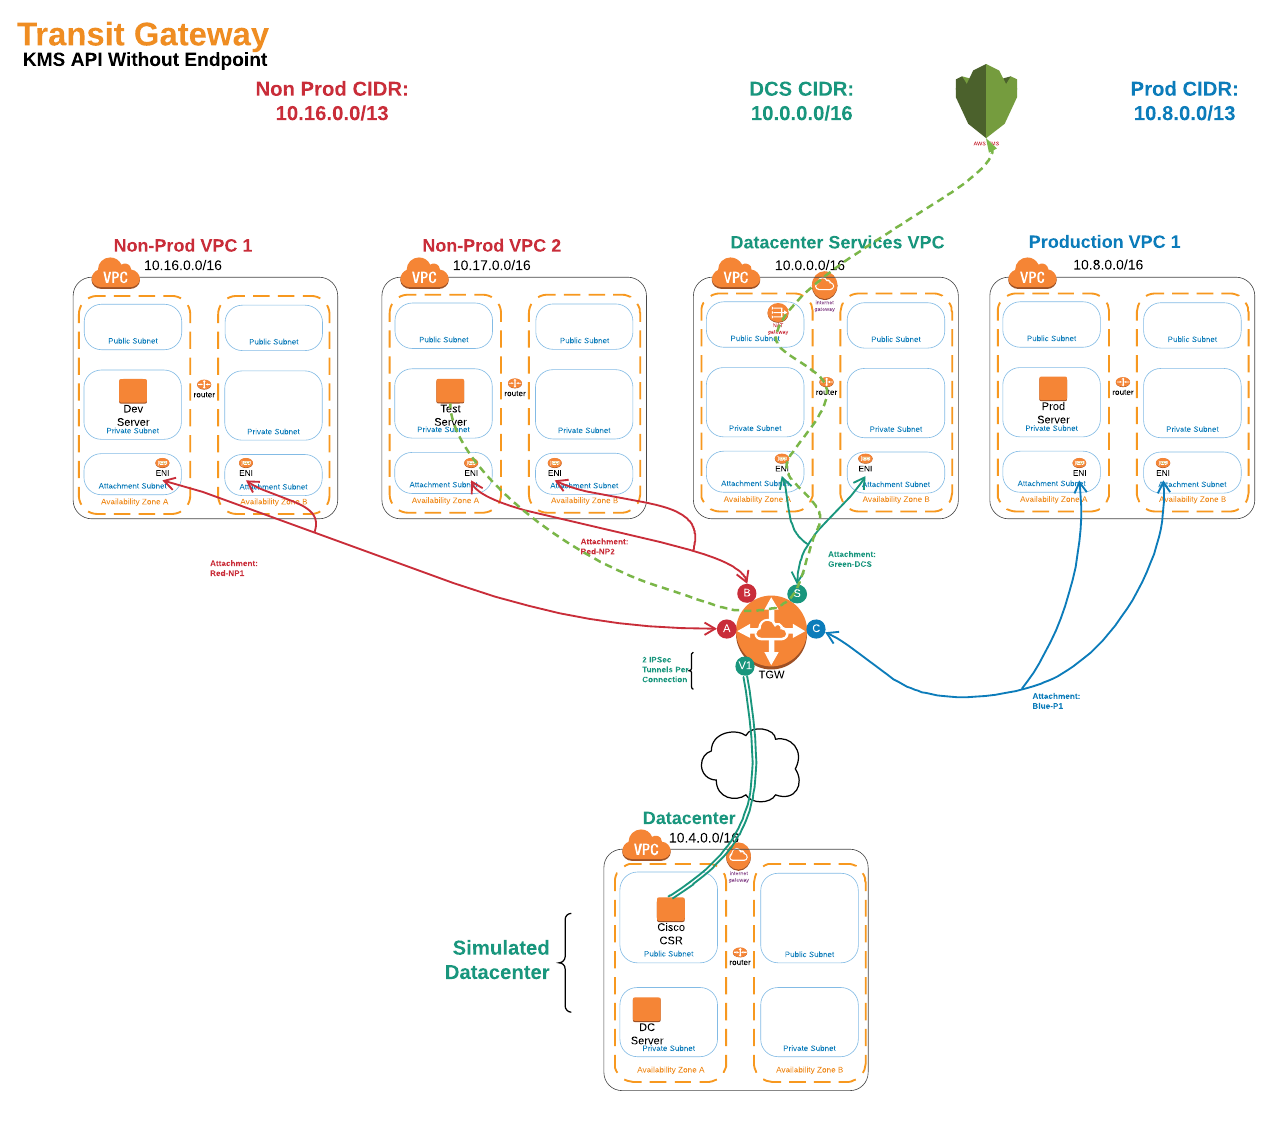 Transit Gateway
KMS API Without Endpoint
Non Prod CIDR:
10.16.0.0/13
DCS CIDR:
10.0.0.0/16
Prod CIDR:
10.8.0.0/13
Non-Prod VPC 1
10.16.0.0/16
VPC
Public Subnet
Public Subnet
router
Dev
Server
Private Subnet
Private Subnet
ENI
ENI
Attachment Subnet
Attachment Subnet
Availability Zone A
Availability Zone B
Non-Prod VPC 2
10.17.0.0/16
VPC
Public Subnet
Public Subnet
router
Test
Server
Private Subnet
Private Subnet
ENI
ENI
Attachment Subnet
Attachment Subnet
Availability Zone A
Availability Zone B
Datacenter Services VPC
10.0.0.0/16
VPC
Internet
gateway
gateway
Public Subnet
Public Subnet
router
Private Subnet
Private Subnet
ENI
ENI
Attachment Subnet
Attachment Subnet
Availability Zone
Availability Zone B
Production VPC 1
10.8.0.0/16
VPC
Public Subnet
Public Subnet
router
Prod
Server
Private Subnet
Private Subnet
ENI
ENI
Attachment Subnet
Attachment Subnet
Availability Zone A
Availability Zone B
Attachment:
Red-NP1
Attachment:
Red-NP2
Attachment:
Green-DCS
Attachment:
Blue-P1
B
S
A
C
V1
TGW
2 IPSec
Tunnels Per
Connection
Datacenter
10.4.0.0/16
VPC
Internet
gateway
Cisco
CSR
Public Subnet
Public Subnet
router
Simulated
Datacenter
DC
Server
Private Subnet
Private Subnet
Availability Zone A
Availability Zone B